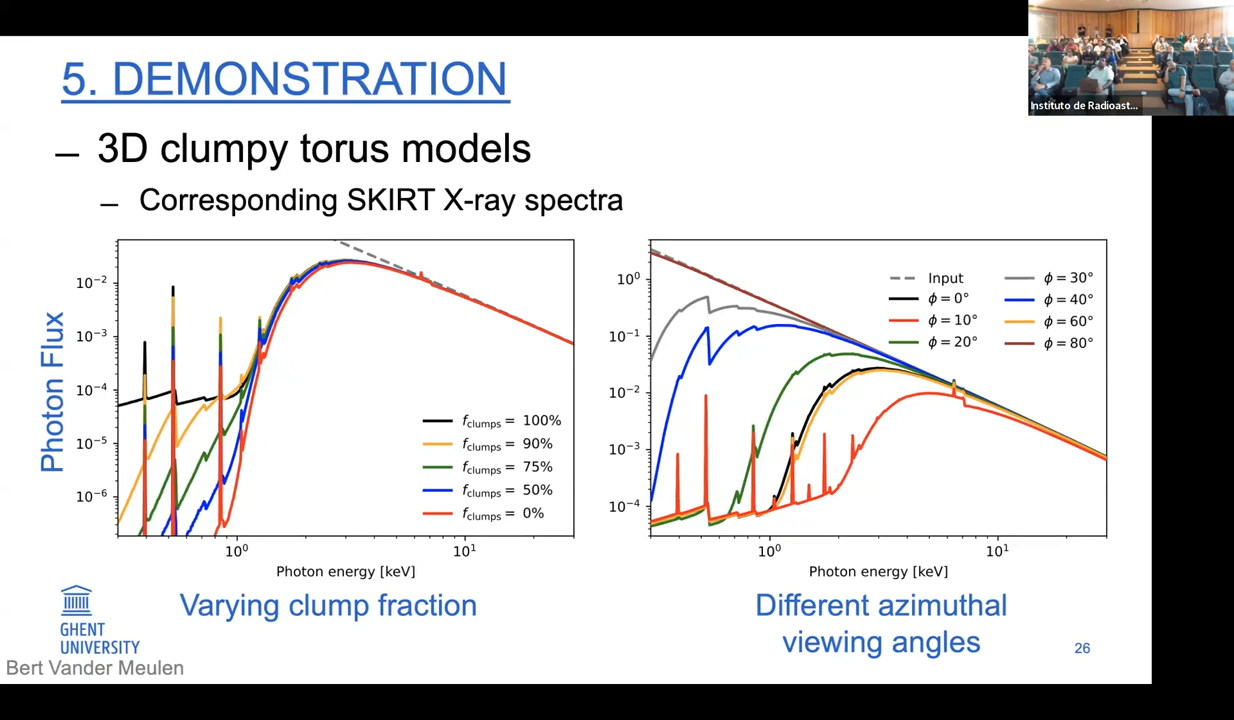 5. DEMONSTRATION
Instituto de Radioast...
– 3D clumpy torus models
– Corresponding SKIRT X-ray spectra
Photon Flux
10⁻²
10⁻³
10⁻⁴
10⁻⁵
10⁻⁶
f_clumps = 100%
f_clumps = 90%
f_clumps = 75%
f_clumps = 50%
f_clumps = 0%
10⁰ 10¹
Photon energy [keV]
Varying clump fraction
10⁰
10⁻¹
10⁻²
10⁻³
10⁻⁴
Input
ϕ = 0°
ϕ = 10°
ϕ = 20°
ϕ = 30°
ϕ = 40°
ϕ = 60°
ϕ = 80°
10⁰ 10¹
Photon energy [keV]
Different azimuthal
viewing angles
GHENT
UNIVERSITY
26
Bert Vander Meulen